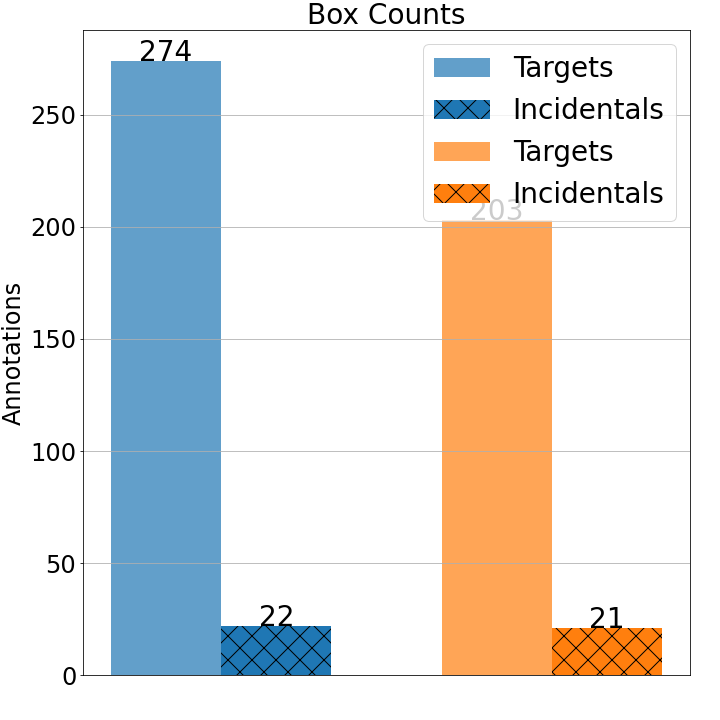 Box Counts
274
Targets
Incidentals
Targets
Incidentals
203
250
200
150
100
50
0
Annotations
22
21